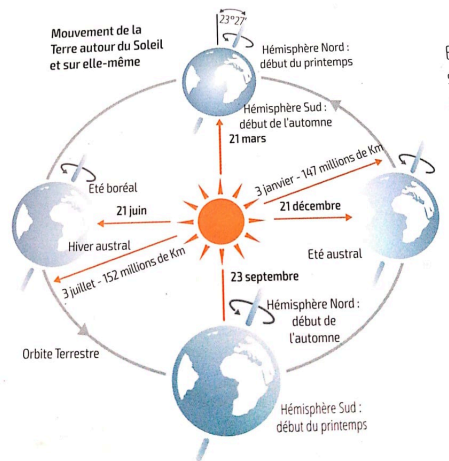 Mouvement de la
Terre autour du Soleil
et sur elle-même
23°27'
Hémisphère Nord :
début du printemps
Hémisphère Sud :
début de l'automne
21 mars
3 janvier - 147 millions de Km
Eté boréal
21 juin
21 décembre
Hiver austral
Eté austral
3 juillet - 152 millions de Km
23 septembre
Hémisphère Nord :
début de
l'automne
Orbite Terrestre
Hémisphère Sud :
début du printemps